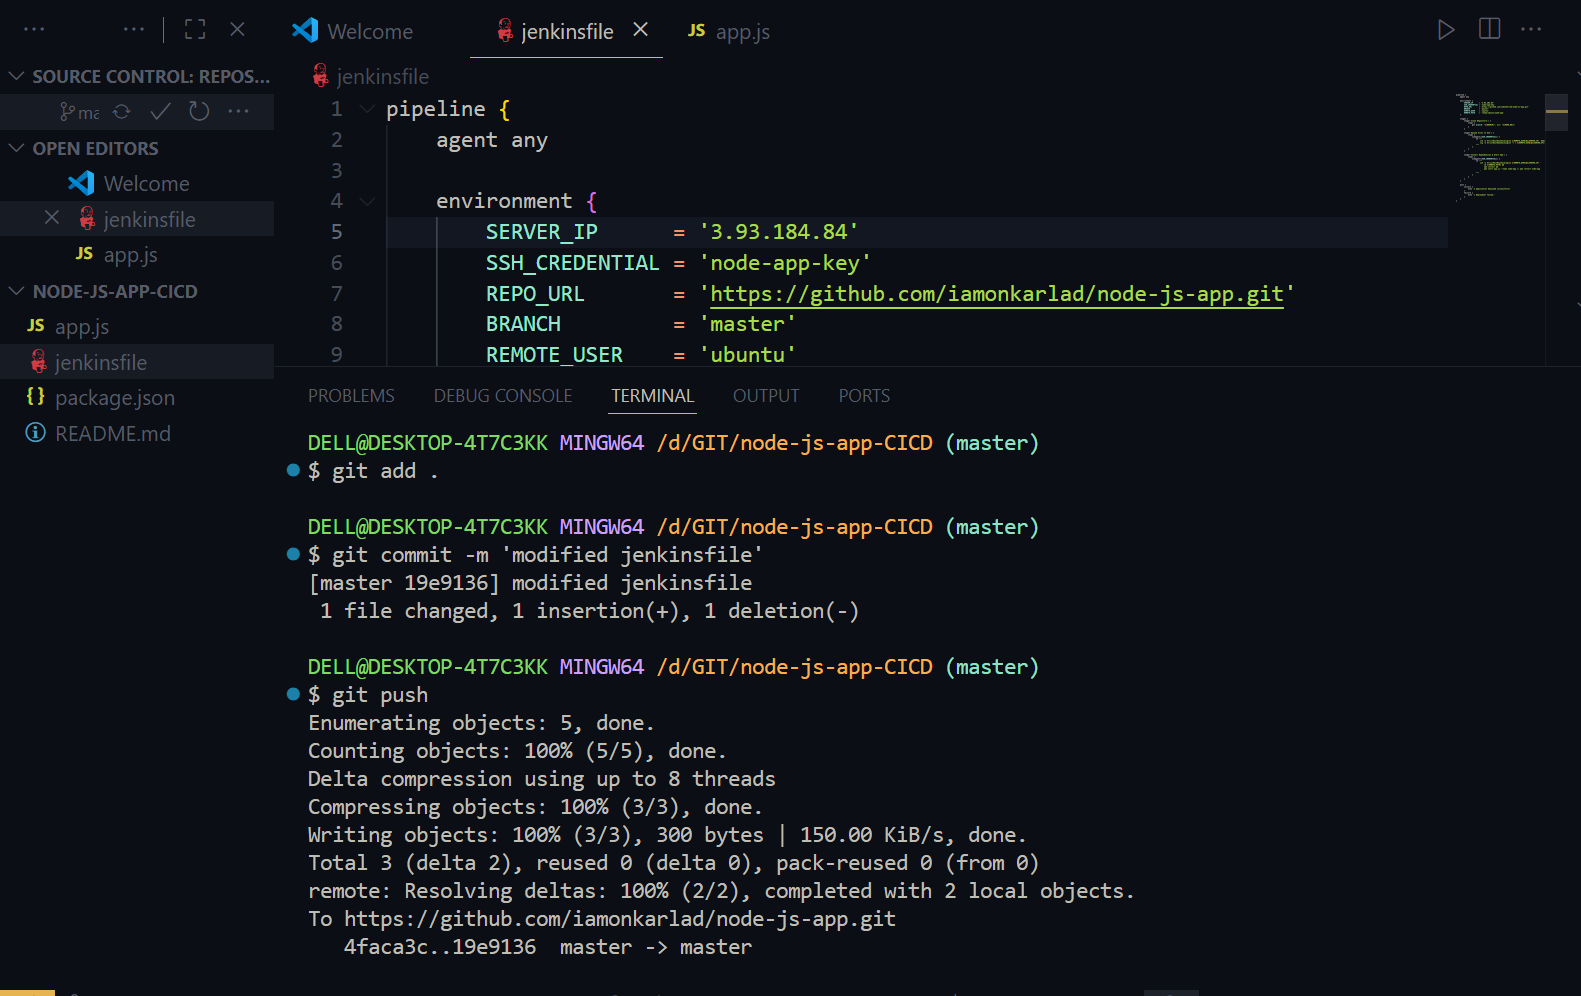 Welcome
jenkinsfile
JS app.js
SOURCE CONTROL: REPOS...
ma
OPEN EDITORS
Welcome
jenkinsfile
JS app.js
NODE-JS-APP-CICD
JS app.js
jenkinsfile
{} package.json
README.md
jenkinsfile
1 pipeline {
2 agent any
3
4 environment {
5 SERVER_IP = '3.93.184.84'
6 SSH_CREDENTIAL = 'node-app-key'
7 REPO_URL = 'https://github.com/iamonkarlad/node-js-app.git'
8 BRANCH = 'master'
9 REMOTE_USER = 'ubuntu'
PROBLEMS DEBUG CONSOLE TERMINAL OUTPUT PORTS
DELL@DESKTOP-4T7C3KK MINGW64 /d/GIT/node-js-app-CICD (master)
$ git add .
DELL@DESKTOP-4T7C3KK MINGW64 /d/GIT/node-js-app-CICD (master)
$ git commit -m 'modified jenkinsfile'
[master 19e9136] modified jenkinsfile
1 file changed, 1 insertion(+), 1 deletion(-)
DELL@DESKTOP-4T7C3KK MINGW64 /d/GIT/node-js-app-CICD (master)
$ git push
Enumerating objects: 5, done.
Counting objects: 100% (5/5), done.
Delta compression using up to 8 threads
Compressing objects: 100% (3/3), done.
Writing objects: 100% (3/3), 300 bytes | 150.00 KiB/s, done.
Total 3 (delta 2), reused 0 (delta 0), pack-reused 0 (from 0)
remote: Resolving deltas: 100% (2/2), completed with 2 local objects.
To https://github.com/iamonkarlad/node-js-app.git
4faca3c..19e9136 master -> master